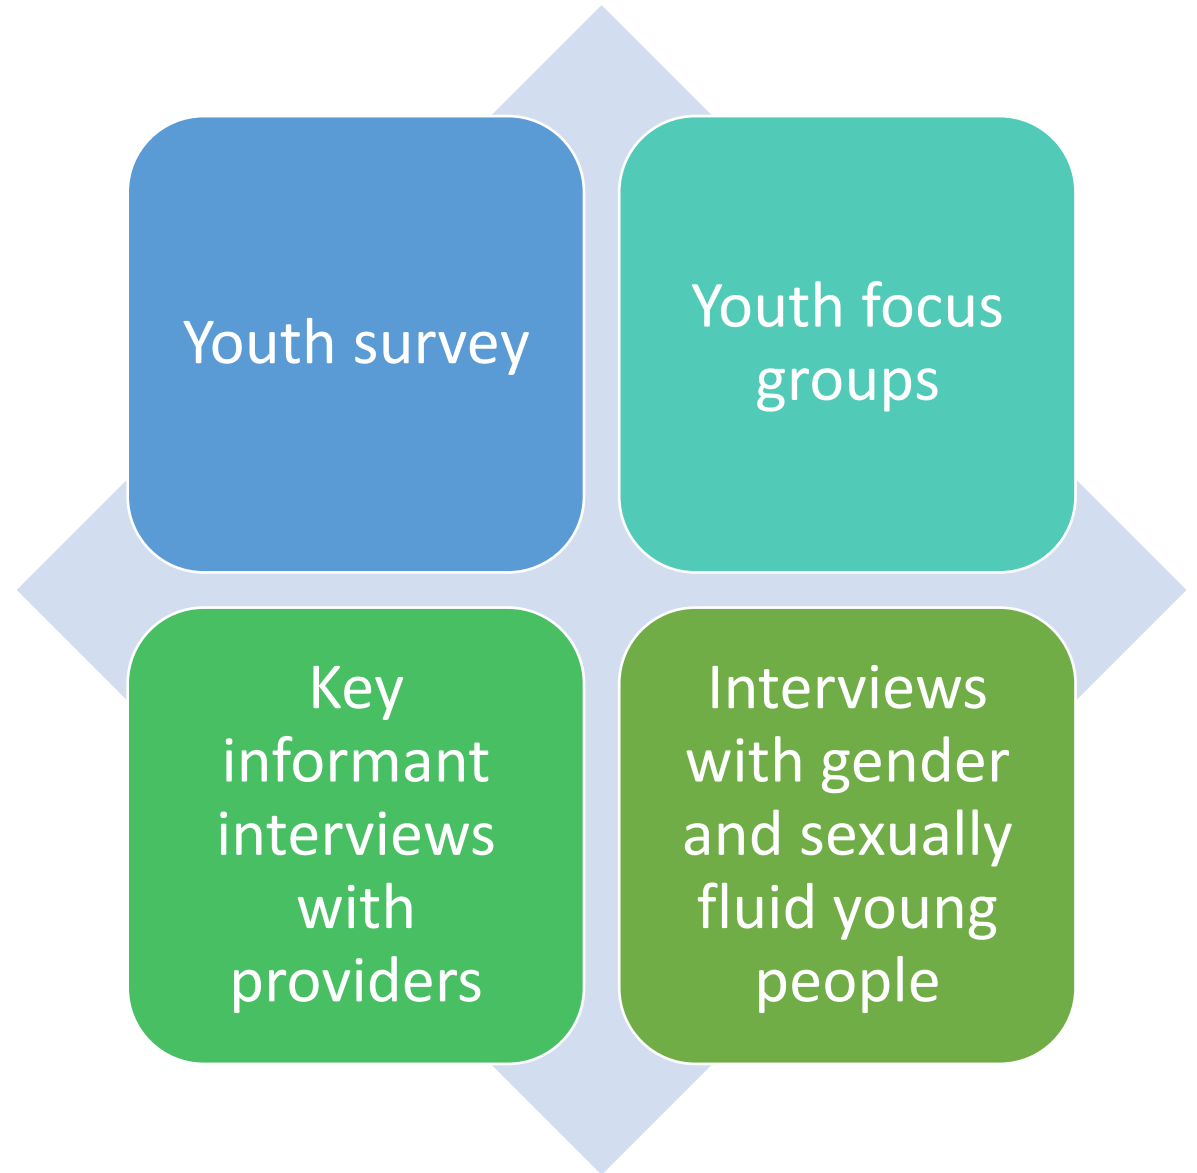 Youth survey
Youth focus
groups
Key
informant
interviews
with
providers
Interviews
with gender
and sexually
fluid young
people